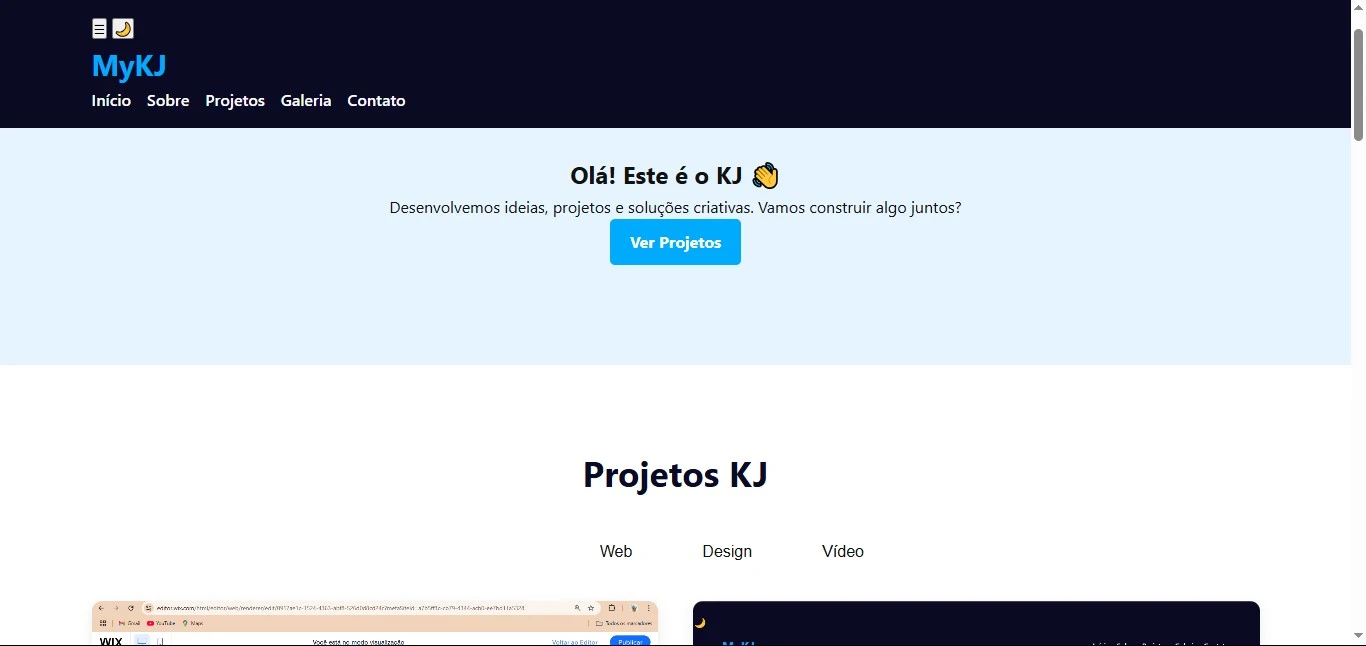 MyKJ
Início Sobre Projetos Galeria Contato
Olá! Este é o KJ 👋
Desenvolvemos ideias, projetos e soluções criativas. Vamos construir algo juntos?
Ver Projetos
Projetos KJ
Web Design Vídeo
Gmail YouTube Maps Todos os marcadores
WIX Você está no modo visualização Voltar ao Editor Publicar